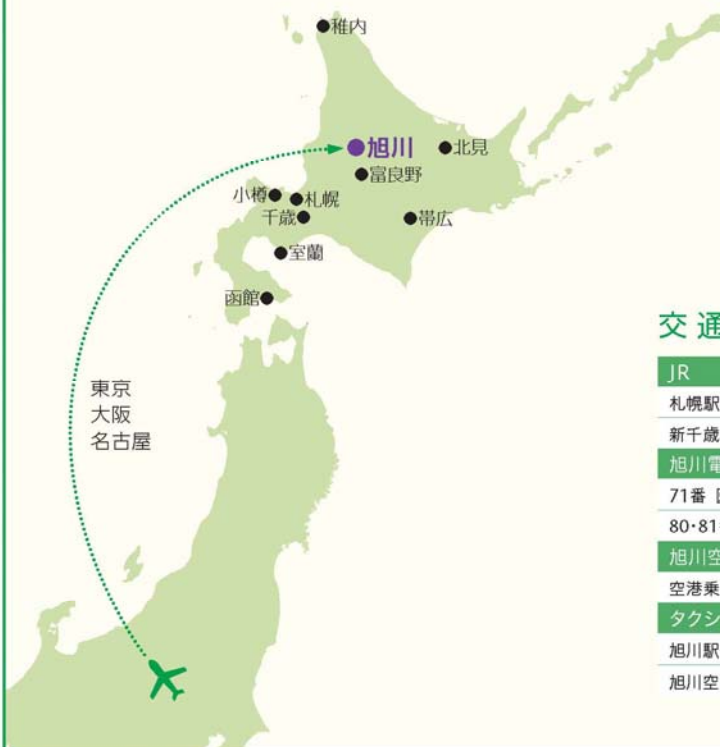 稚内
旭川
北見
富良野
小樽
札幌
千歳
帯広
室蘭
函館
東京
大阪
名古屋
交通
JR
札幌駅
新千歳
旭川電
71番
80・81
旭川空
空港乗
タクシ
旭川駅
旭川空